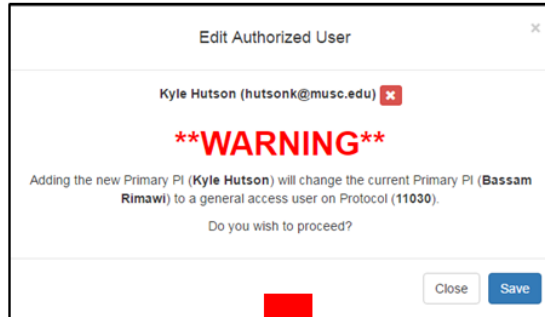 Edit Authorized User
×
Kyle Hutson (hutsonk@musc.edu) ×
**WARNING**
Adding the new Primary PI (Kyle Hutson) will change the current Primary PI (Bassam
Rimawi) to a general access user on Protocol (11030).
Do you wish to proceed?
Close Save